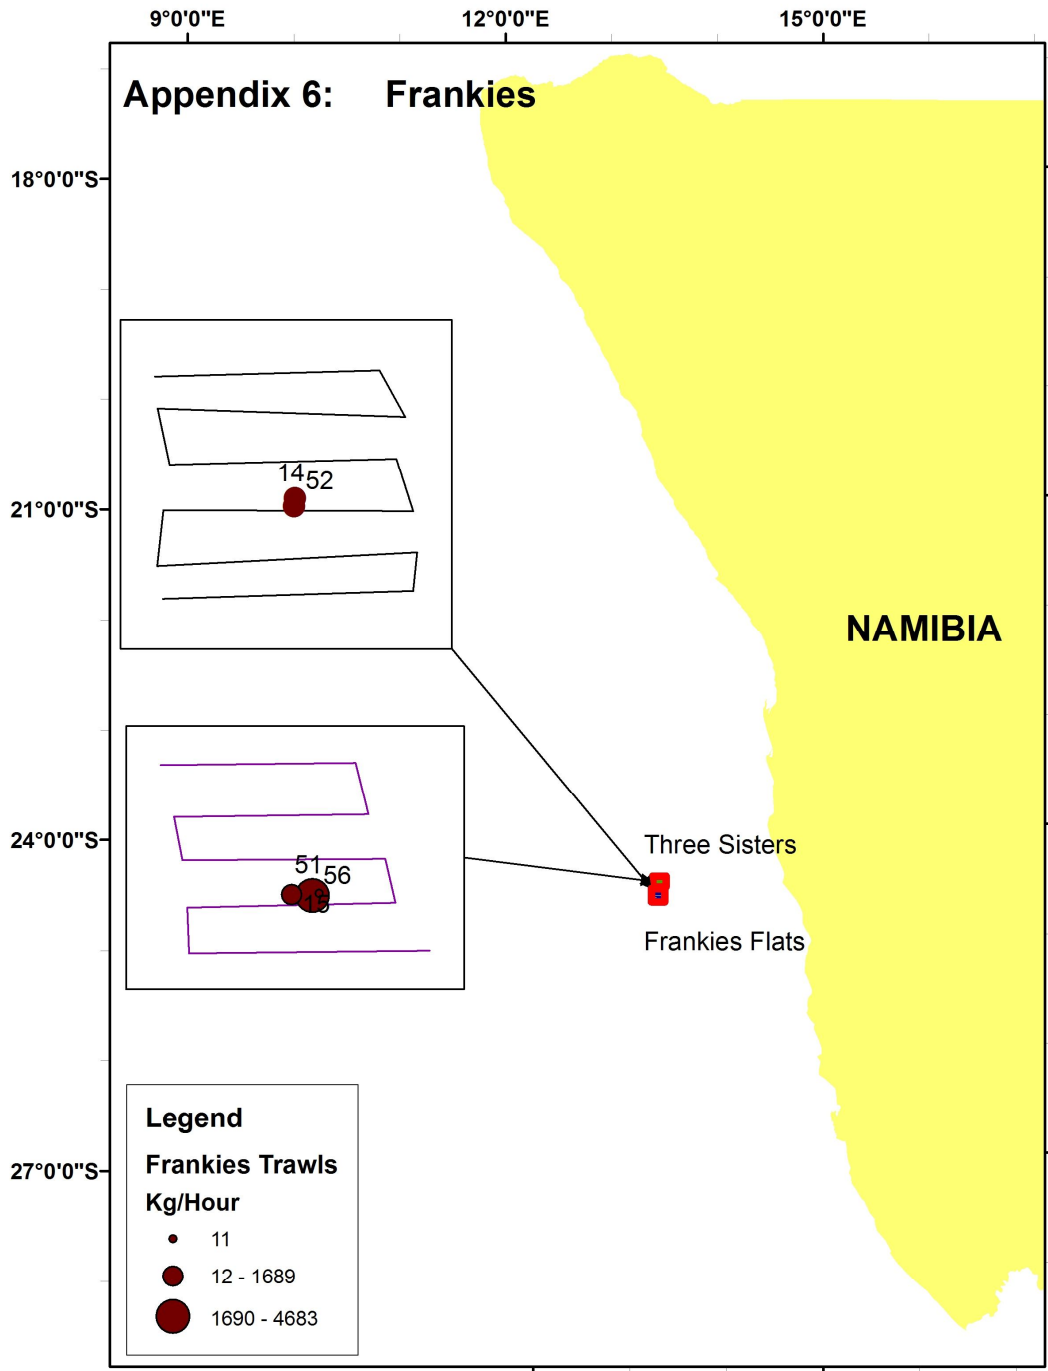 9°0'0"E 12°0'0"E 15°0'0"E
Appendix 6: Frankies
18°0'0"S
14 52
21°0'0"S
NAMIBIA
24°0'0"S
Three Sisters
51
56
15
Frankies Flats
Legend
Frankies Trawls
27°0'0"S
Kg/Hour
11
12 - 1689
1690 - 4683